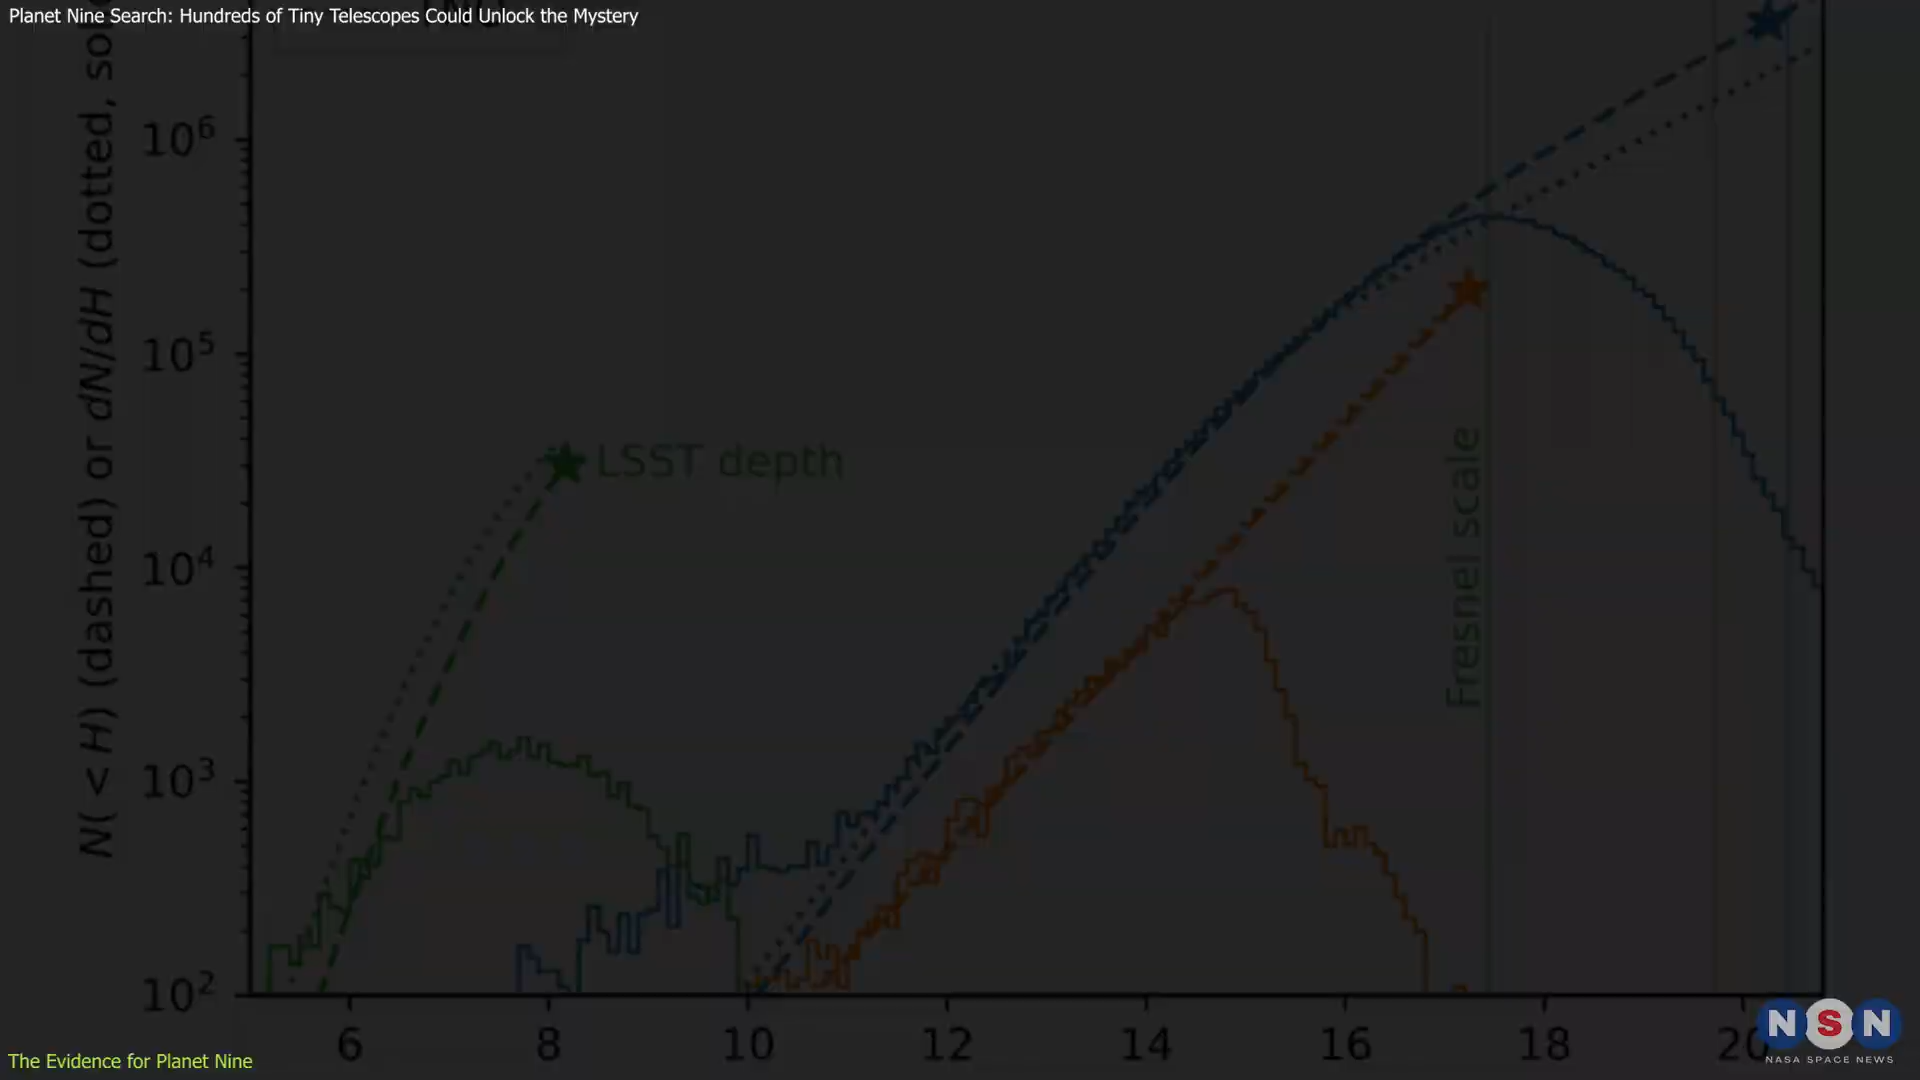 Planet Nine Search: Hundreds of Tiny Telescopes Could Unlock the Mystery
N( < H) (dashed) or dN/dH (dotted, sol
10⁶
10⁵
LSST depth
10⁴
Fresnel scale
10³
10²
6 8 10 12 14 16 18 20
The Evidence for Planet Nine
NSN
NASA SPACE NEWS